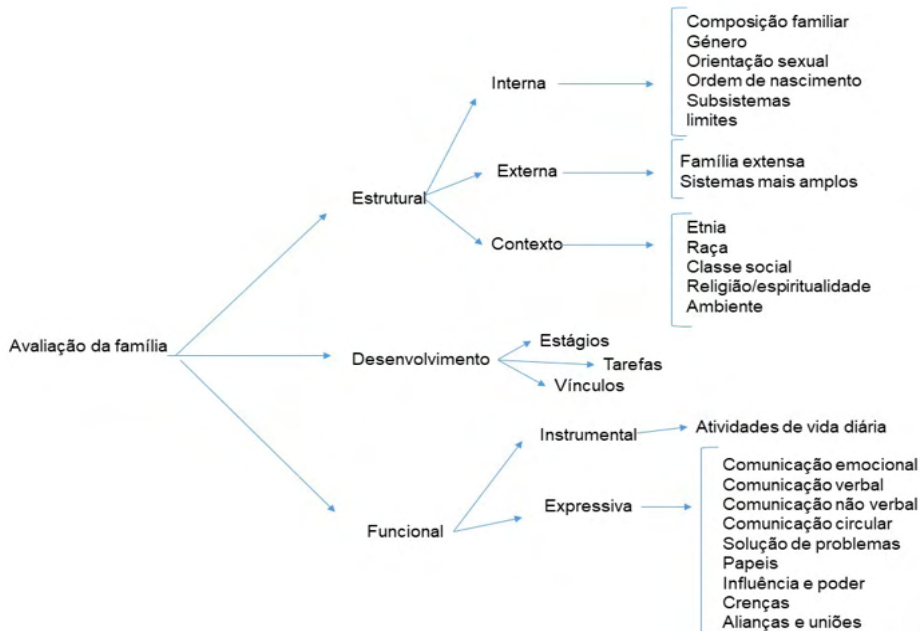 Avaliação da família
Estrutural
Interna
Composição familiar
Género
Orientação sexual
Ordem de nascimento
Subsistemas
limites
Externa
Família extensa
Sistemas mais amplos
Contexto
Etnia
Raça
Classe social
Religião/espiritualidade
Ambiente
Desenvolvimento
Estágios
Tarefas
Vínculos
Funcional
Instrumental
Atividades de vida diária
Expressiva
Comunicação emocional
Comunicação verbal
Comunicação não verbal
Comunicação circular
Solução de problemas
Papeis
Influência e poder
Crenças
Alianças e uniões